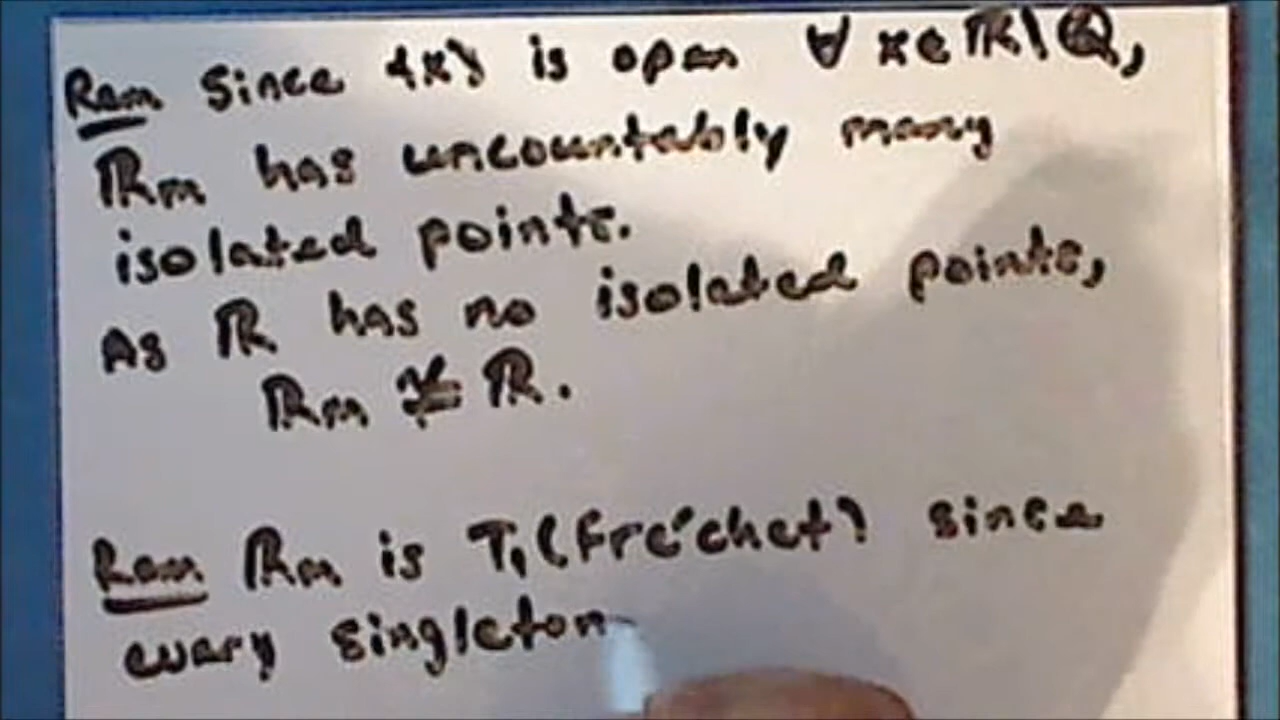 Rem Since {x} is open ∀ x∈ℝ\ℚ,
ℝm has uncountably many
isolated points.
As ℝ has no isolated points,
ℝm ≄ ℝ.
Rem ℝm is T₁(Fréchet) since
every singleton